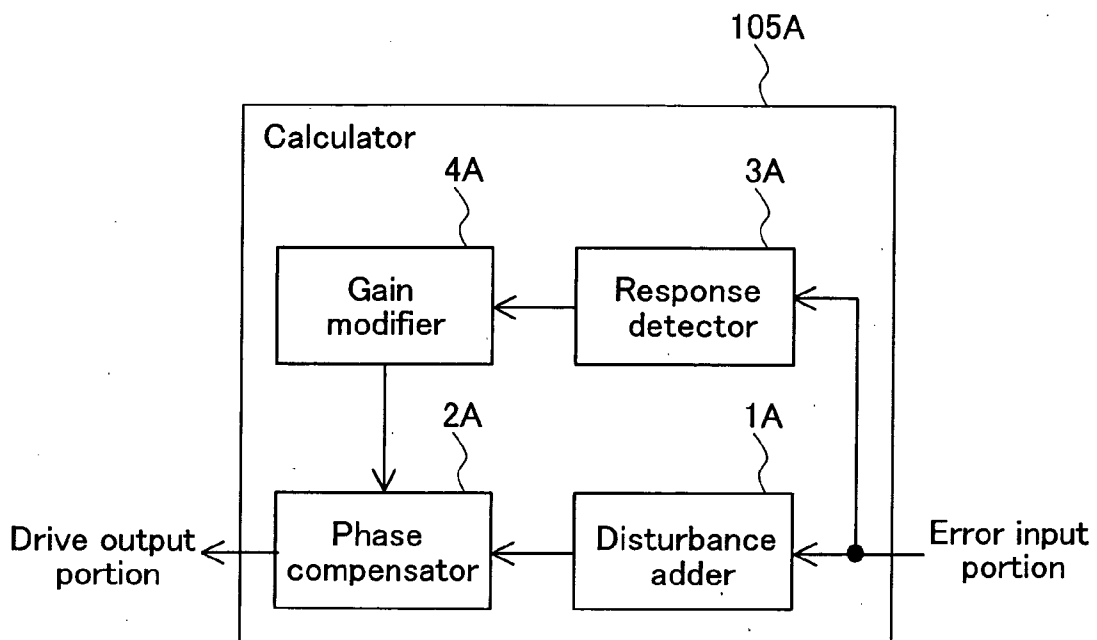 105A
Calculator
4A
3A
Gain
modifier
Response
detector
2A
1A
Drive output
portion
Phase
compensator
Disturbance
adder
Error input
portion